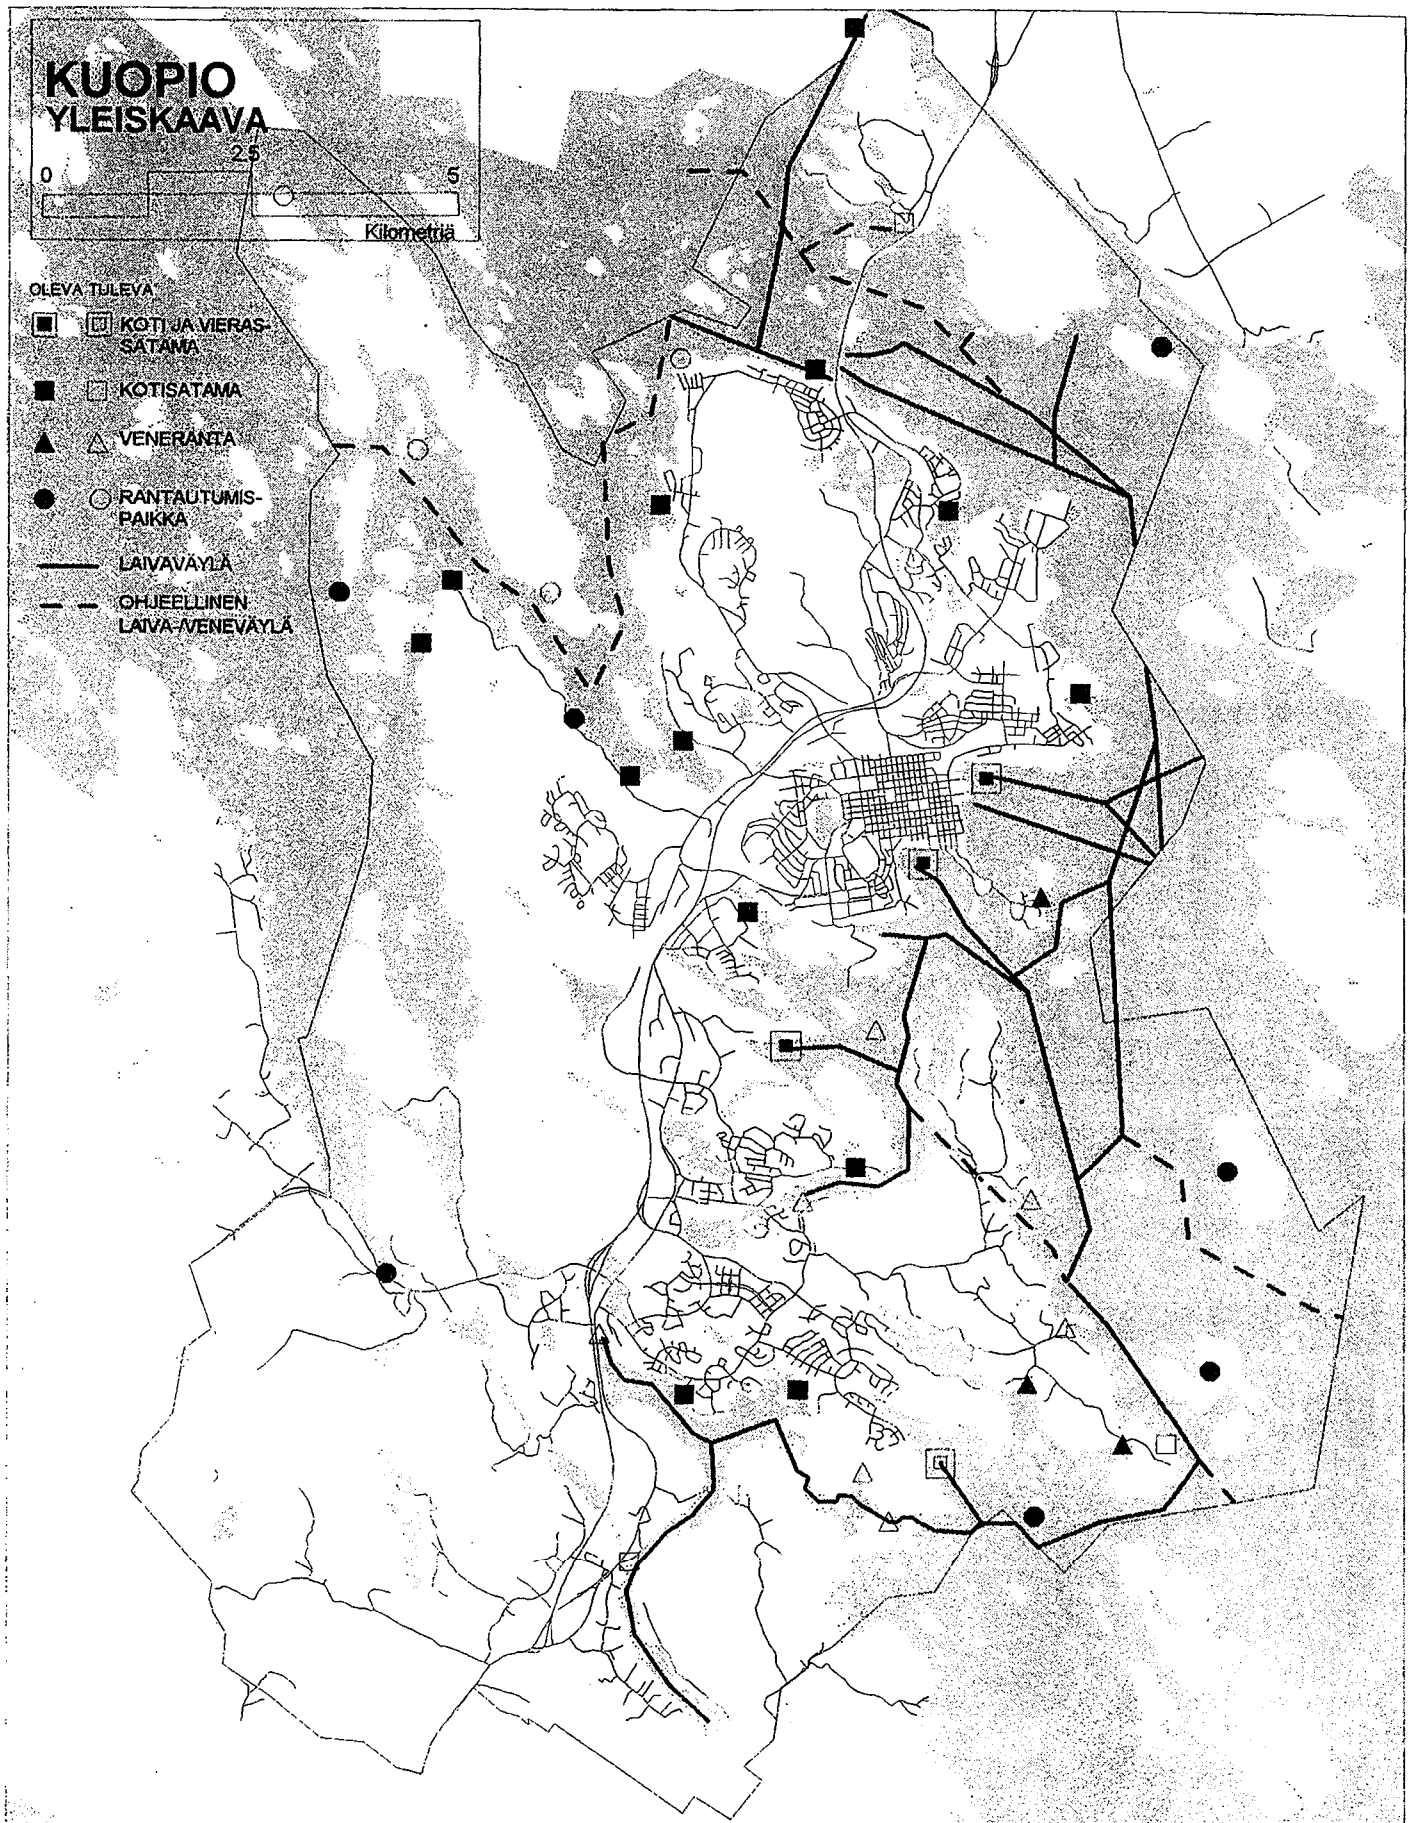 KUOPIO
YLEISKAAVA
0 2.5 5
Kilometriä
OLEVA TULEVA
KOTI JA VIERAS-
SATAMA
KOTISATAMA
VENERANTA
RANTAUTUMIS-
PAIKKA
LAIVAVÄYLÄ
OHJEELLINEN
LAIVA-/VENEVÄYLÄ